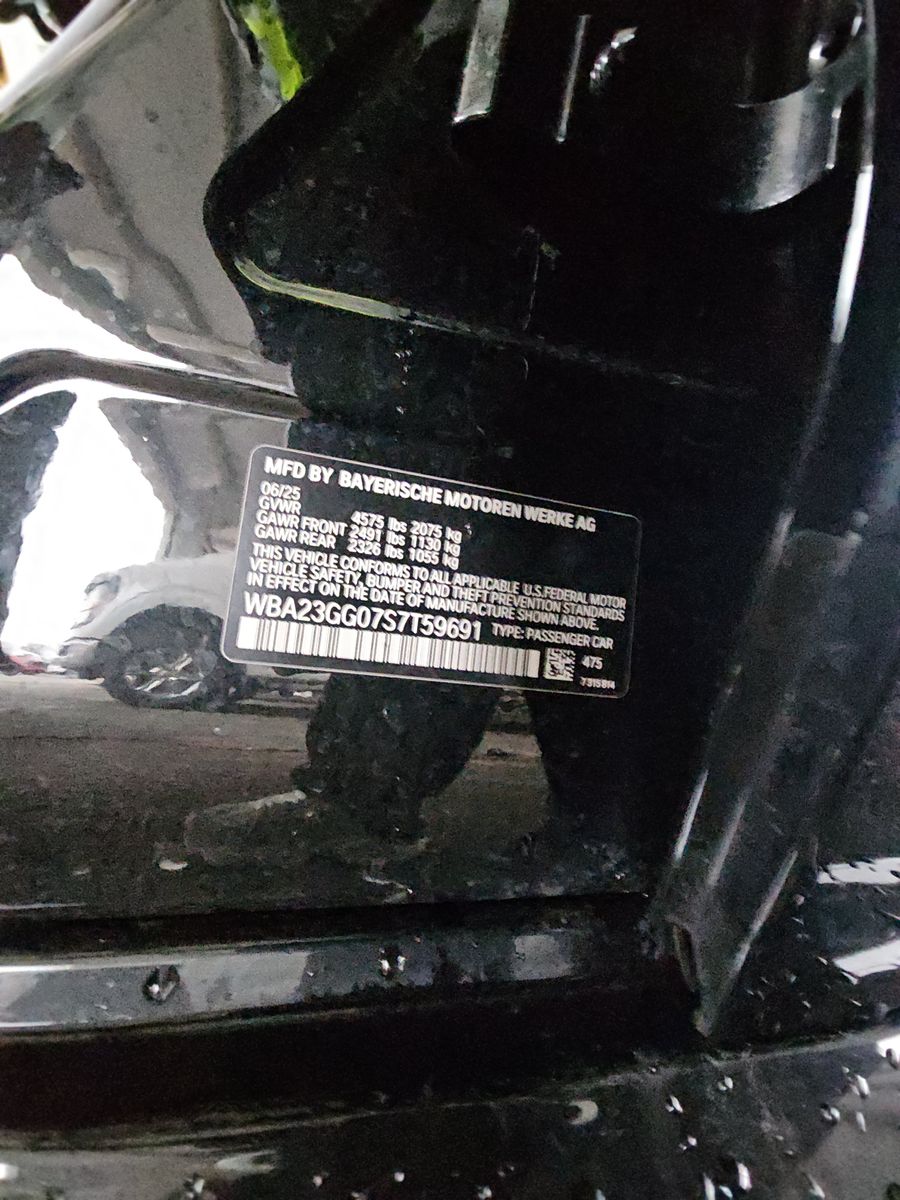 MFD BY BAYERISCHE MOTOREN WERKE AG
06/25
GVWR 4575 lbs 2075 kg
GAWR FRONT 2491 lbs 1130 kg
GAWR REAR 2326 lbs 1055 kg
THIS VEHICLE CONFORMS TO ALL APPLICABLE U.S.FEDERAL MOTOR
VEHICLE SAFETY, BUMPER AND THEFT PREVENTION STANDARDS
IN EFFECT ON THE DATE OF MANUFACTURE SHOWN ABOVE.
WBA23GG07S7T59691 TYPE: PASSENGER CAR
475
7315814